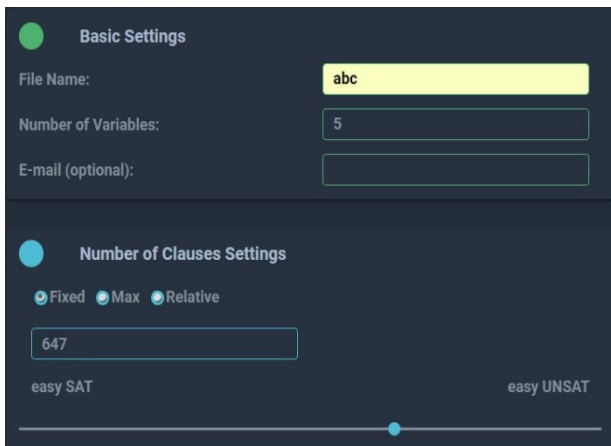 Basic Settings
File Name: abc
Number of Variables: 5
E-mail (optional):
Number of Clauses Settings
Fixed Max Relative
647
easy SAT easy UNSAT